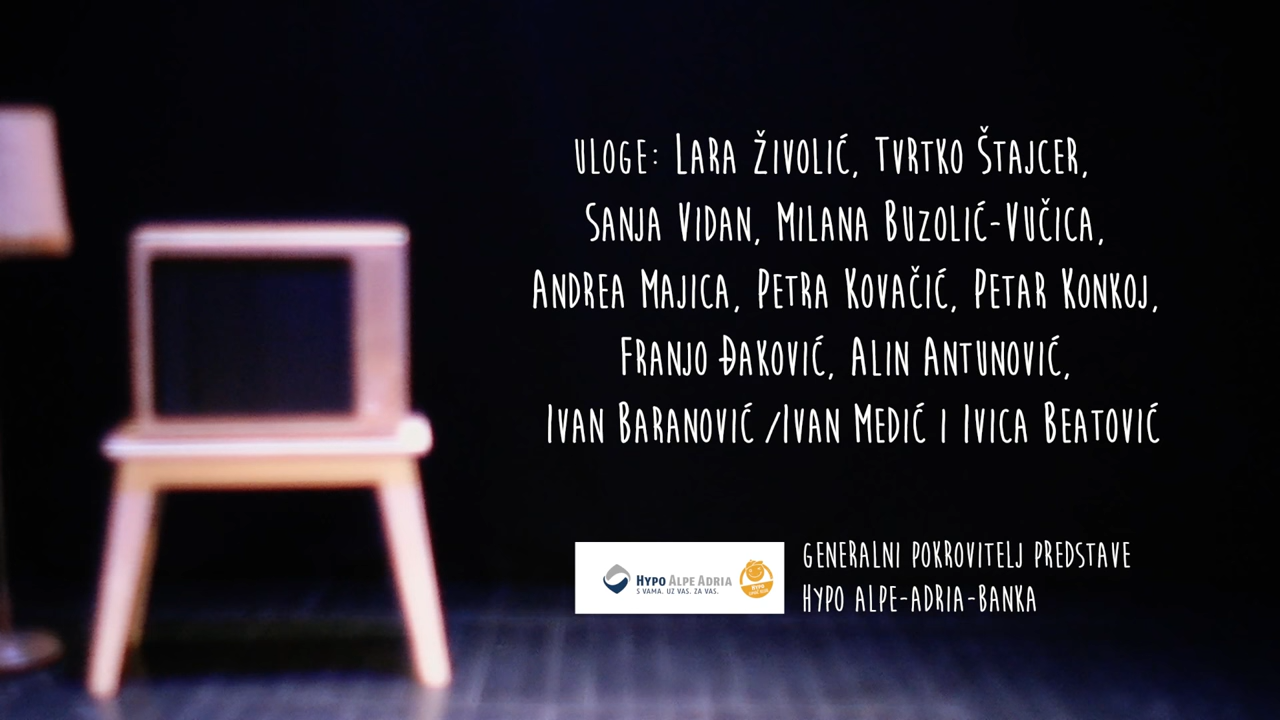 uloge: Lara Živolić, Tvrtko Štajcer,
Sanja Vidan, Milana Buzolić-Vučica,
Andrea Majica, Petra Kovačić, Petar Konkoj,
Franjo Đaković, Alin Antunović,
Ivan Baranović /Ivan Medić i Ivica Beatović
generalni pokrovitelj predstave
Hypo Alpe-Adria-Banka
HYPO ALPE ADRIA
S VAMA. UZ VAS. ZA VAS.
HYPO